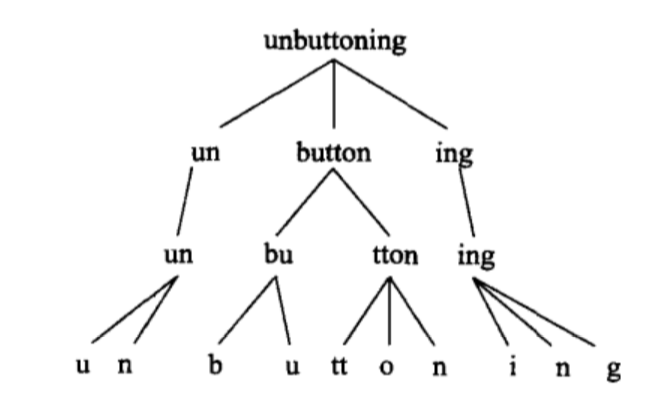 unbuttoning
un button ing
un bu tton ing
u n b u tt o n i n g